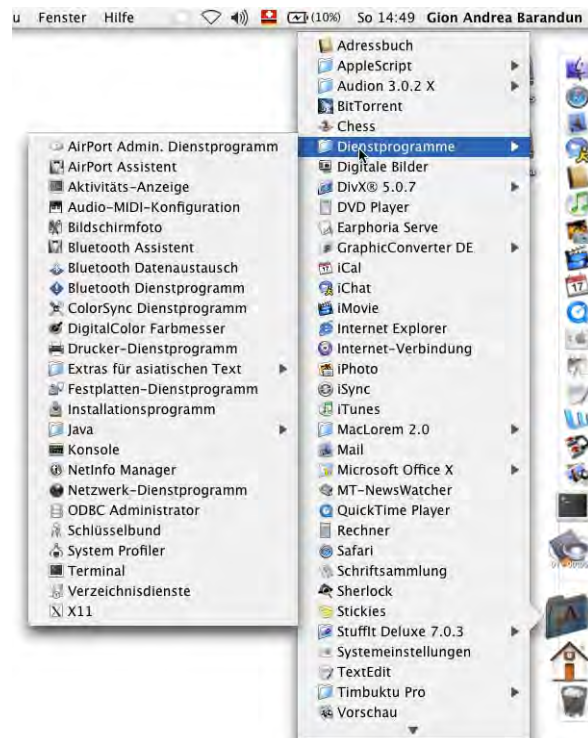 u Fenster Hilfe (10%) So 14:49 Gion Andrea Barandun
Adressbuch
AppleScript
Audion 3.0.2 X
BitTorrent
Chess
Dienstprogramme
Digitale Bilder
DivX® 5.0.7
DVD Player
Earphoria Serve
GraphicConverter DE
iCal
iChat
iMovie
Internet Explorer
Internet-Verbindung
iPhoto
iSync
iTunes
MacLorem 2.0
Mail
Microsoft Office X
MT-NewsWatcher
QuickTime Player
Rechner
Safari
Schriftsammlung
Sherlock
Stickies
StuffIt Deluxe 7.0.3
Systemeinstellungen
TextEdit
Timbuktu Pro
Vorschau
AirPort Admin. Dienstprogramm
AirPort Assistent
Aktivitäts-Anzeige
Audio-MIDI-Konfiguration
Bildschirmfoto
Bluetooth Assistent
Bluetooth Datenaustausch
Bluetooth Dienstprogramm
ColorSync Dienstprogramm
DigitalColor Farbmesser
Drucker-Dienstprogramm
Extras für asiatischen Text
Festplatten-Dienstprogramm
Installationsprogramm
Java
Konsole
NetInfo Manager
Netzwerk-Dienstprogramm
ODBC Administrator
Schlüsselbund
System Profiler
Terminal
Verzeichnisdienste
X11
17